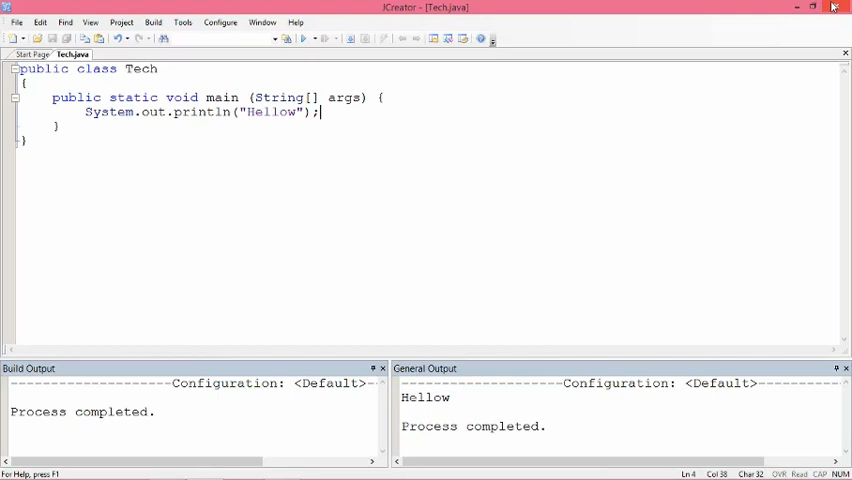 JCreator - [Tech.java]
File Edit Find View Project Build Tools Configure Window Help
Start Page Tech.java
public class Tech
{
public static void main (String[] args) {
System.out.println("Hellow");
}
}
Build Output
--------------------Configuration: <Default>-
Process completed.
General Output
--------------------Configuration: <Default>----------
Hellow
Process completed.
For Help, press F1
Ln 4 Col 38 Char 32 OVR Read CAP NUM